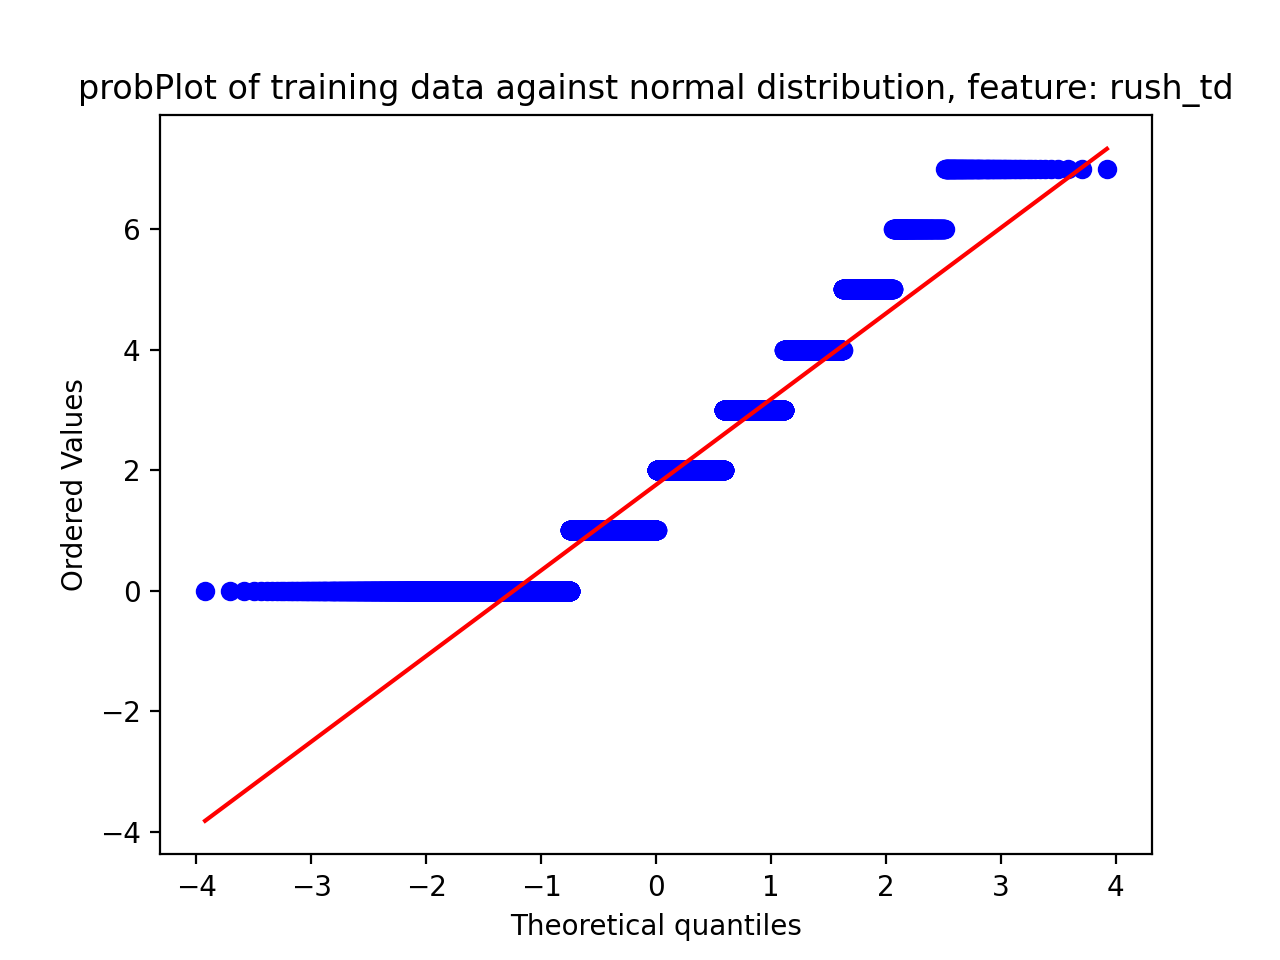 probPlot of training data against normal distribution, feature: rush_td
6
4
2
0
−2
−4
Ordered Values
−4 −3 −2 −1 0 1 2 3 4
Theoretical quantiles